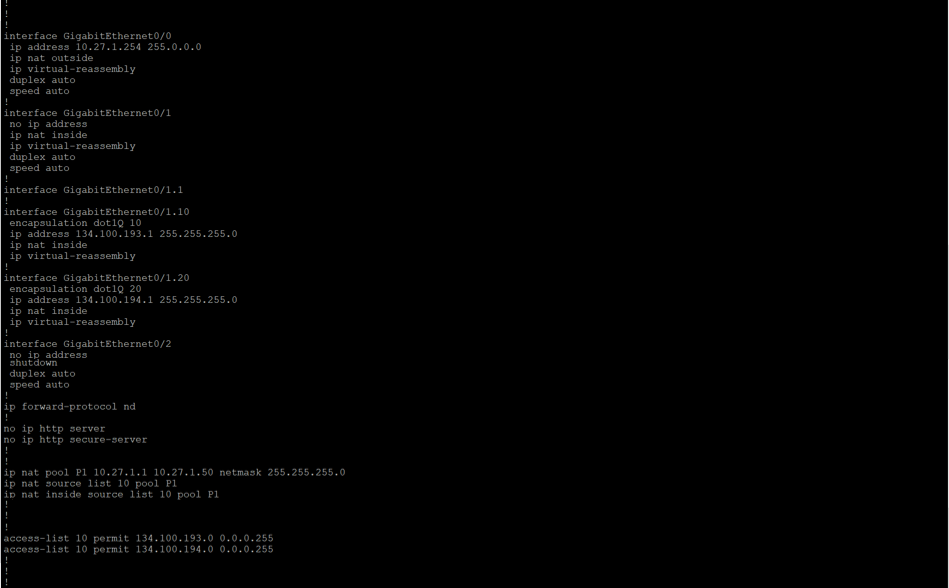 !
!
!
interface GigabitEthernet0/0
 ip address 10.27.1.254 255.0.0.0
 ip nat outside
 ip virtual-reassembly
 duplex auto
 speed auto
!
interface GigabitEthernet0/1
 no ip address
 ip nat inside
 ip virtual-reassembly
 duplex auto
 speed auto
!
interface GigabitEthernet0/1.1
!
interface GigabitEthernet0/1.10
 encapsulation dot1Q 10
 ip address 134.100.193.1 255.255.255.0
 ip nat inside
 ip virtual-reassembly
!
interface GigabitEthernet0/1.20
 encapsulation dot1Q 20
 ip address 134.100.194.1 255.255.255.0
 ip nat inside
 ip virtual-reassembly
!
interface GigabitEthernet0/2
 no ip address
 shutdown
 duplex auto
 speed auto
!
ip forward-protocol nd
!
no ip http server
no ip http secure-server
!
!
ip nat pool P1 10.27.1.1 10.27.1.50 netmask 255.255.255.0
ip nat source list 10 pool P1
ip nat inside source list 10 pool P1
!
!
!
access-list 10 permit 134.100.193.0 0.0.0.255
access-list 10 permit 134.100.194.0 0.0.0.255
!
!
!